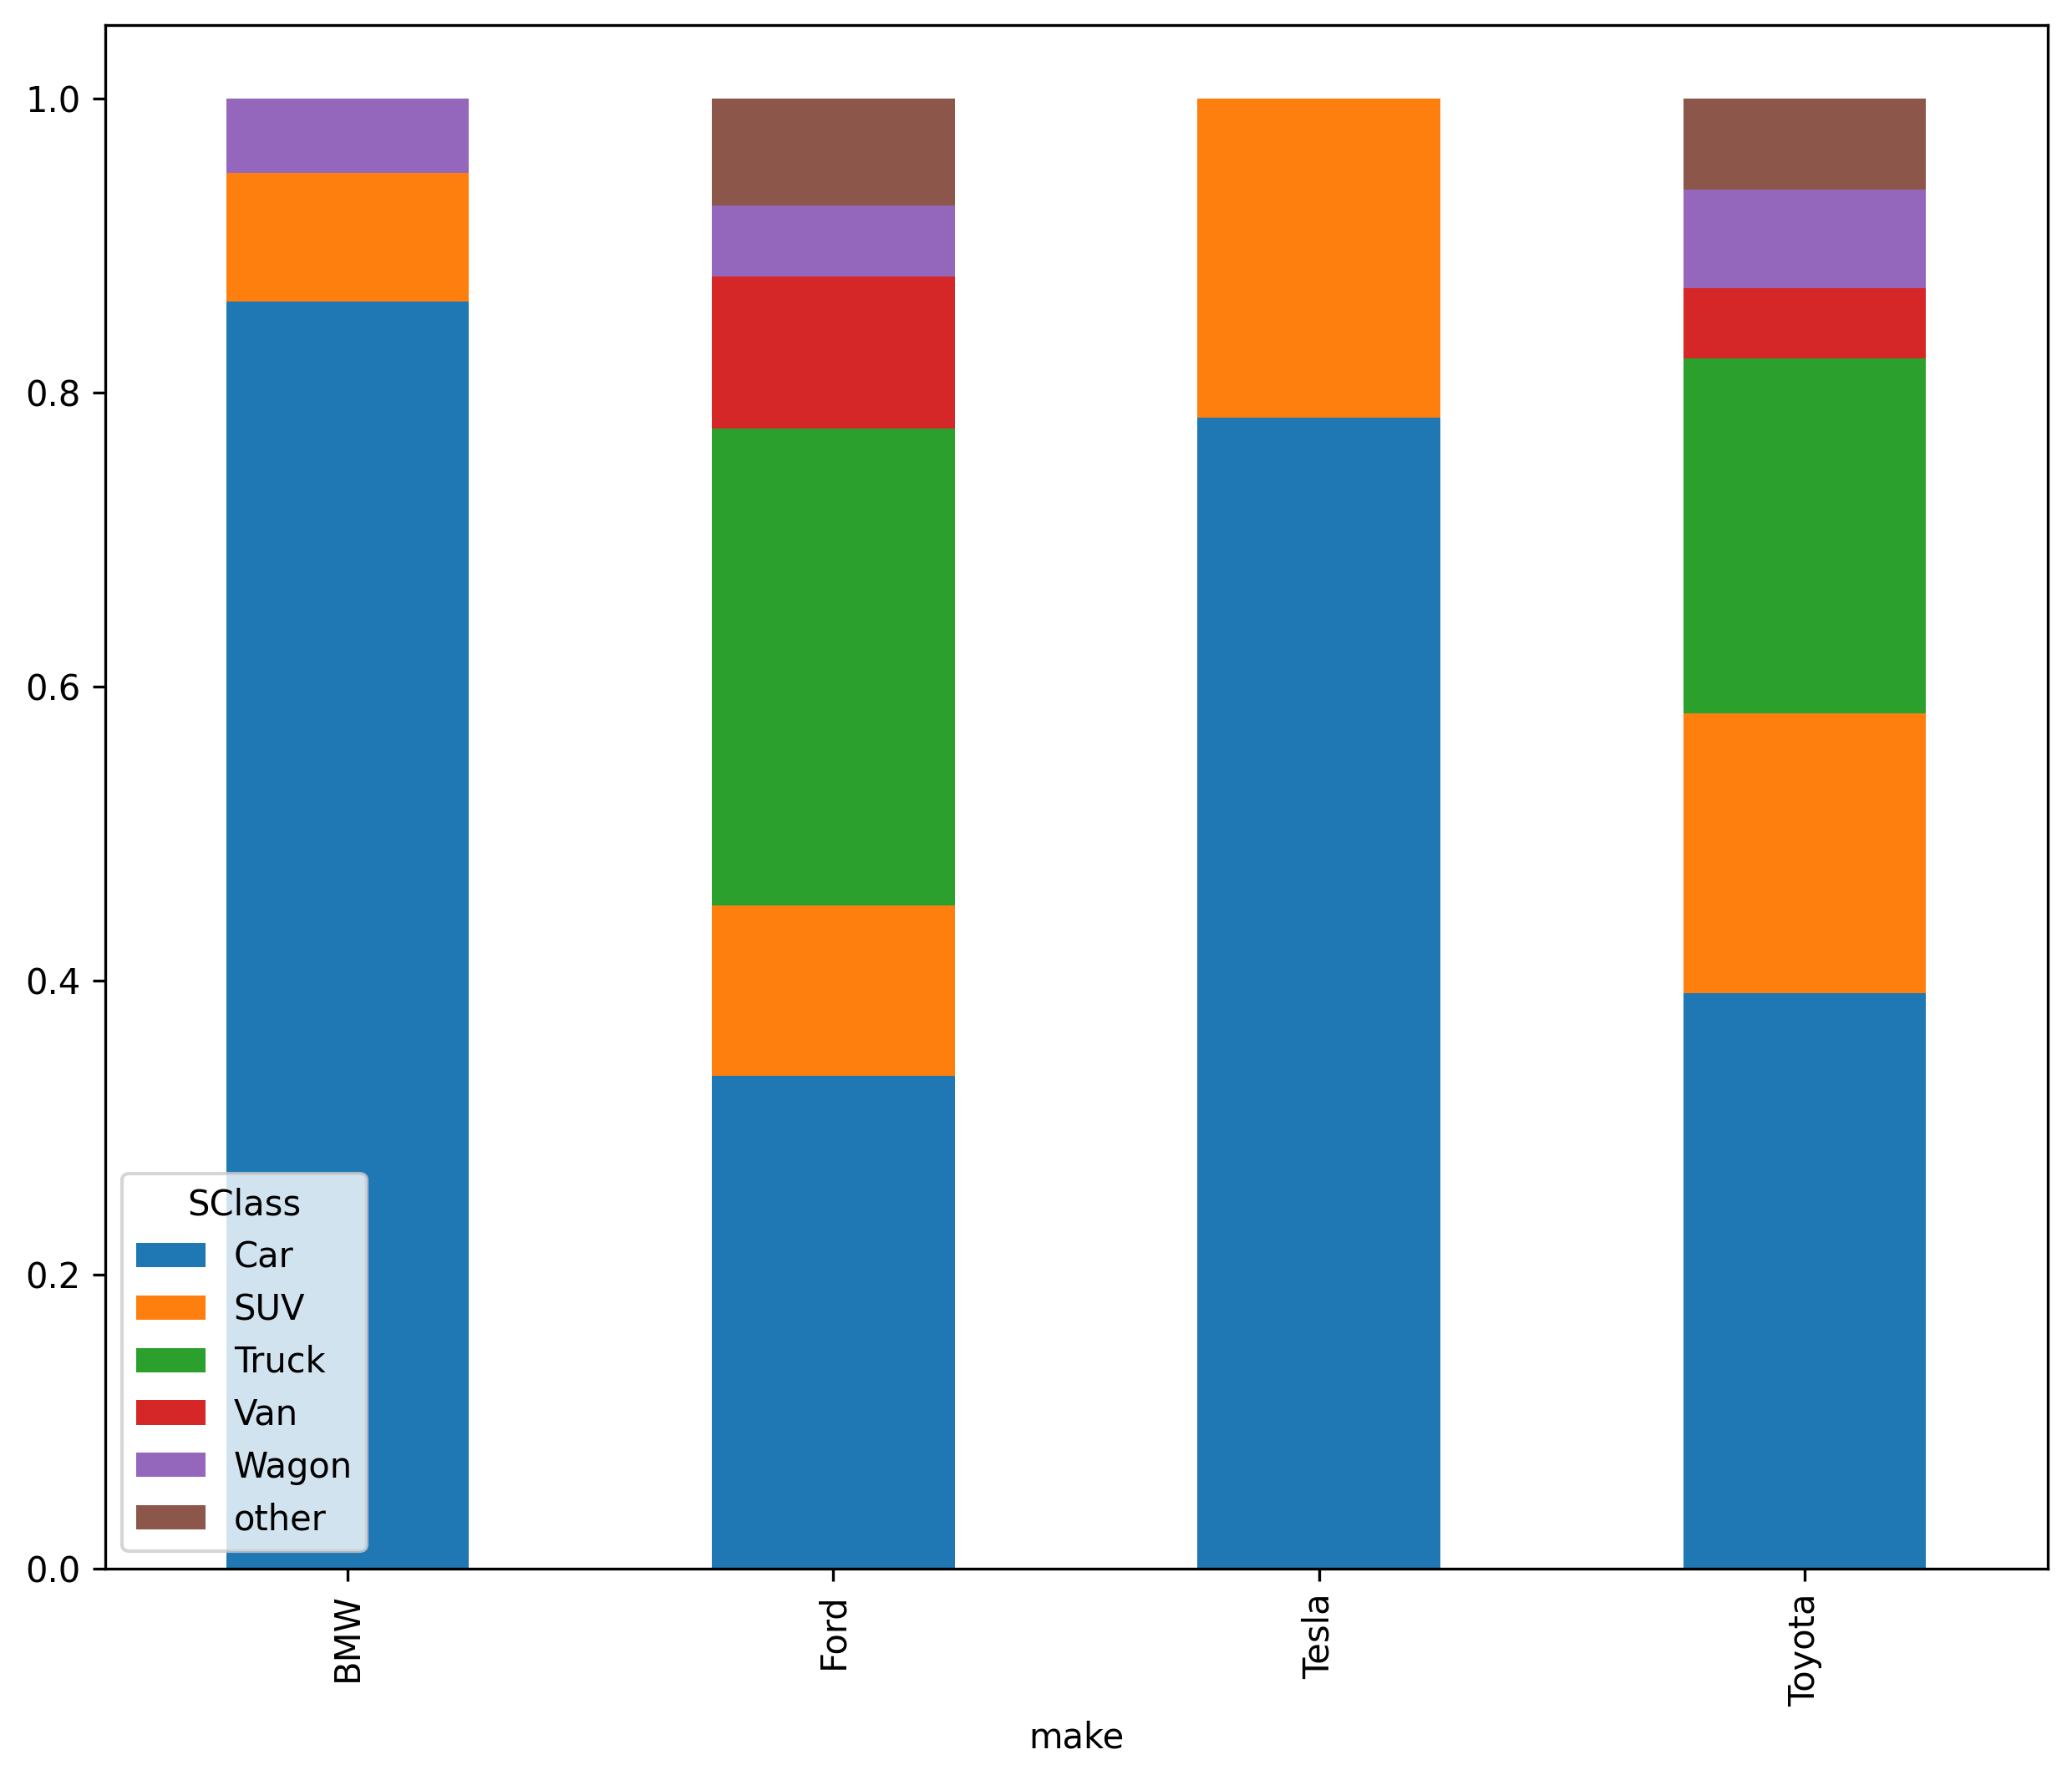 1.0
0.8
0.6
0.4
0.2
0.0
SClass
Car
SUV
Truck
Van
Wagon
other
BMW
Ford
Tesla
Toyota
make